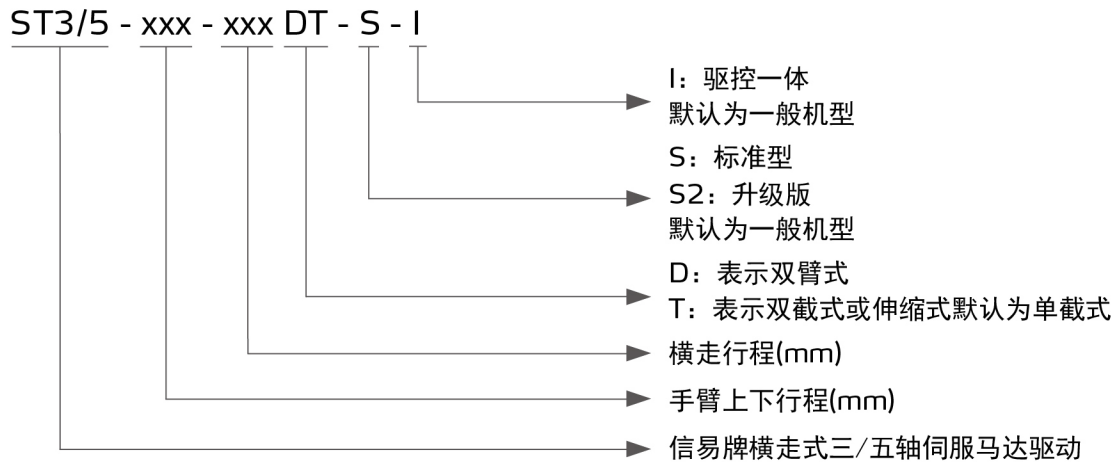 ST3/5 - xxx - xxx DT - S - I
I：驱控一体
默认为一般机型
S：标准型
S2：升级版
默认为一般机型
D：表示双臂式
T：表示双截式或伸缩式默认为单截式
横走行程(mm)
手臂上下行程(mm)
信易牌横走式三/五轴伺服马达驱动